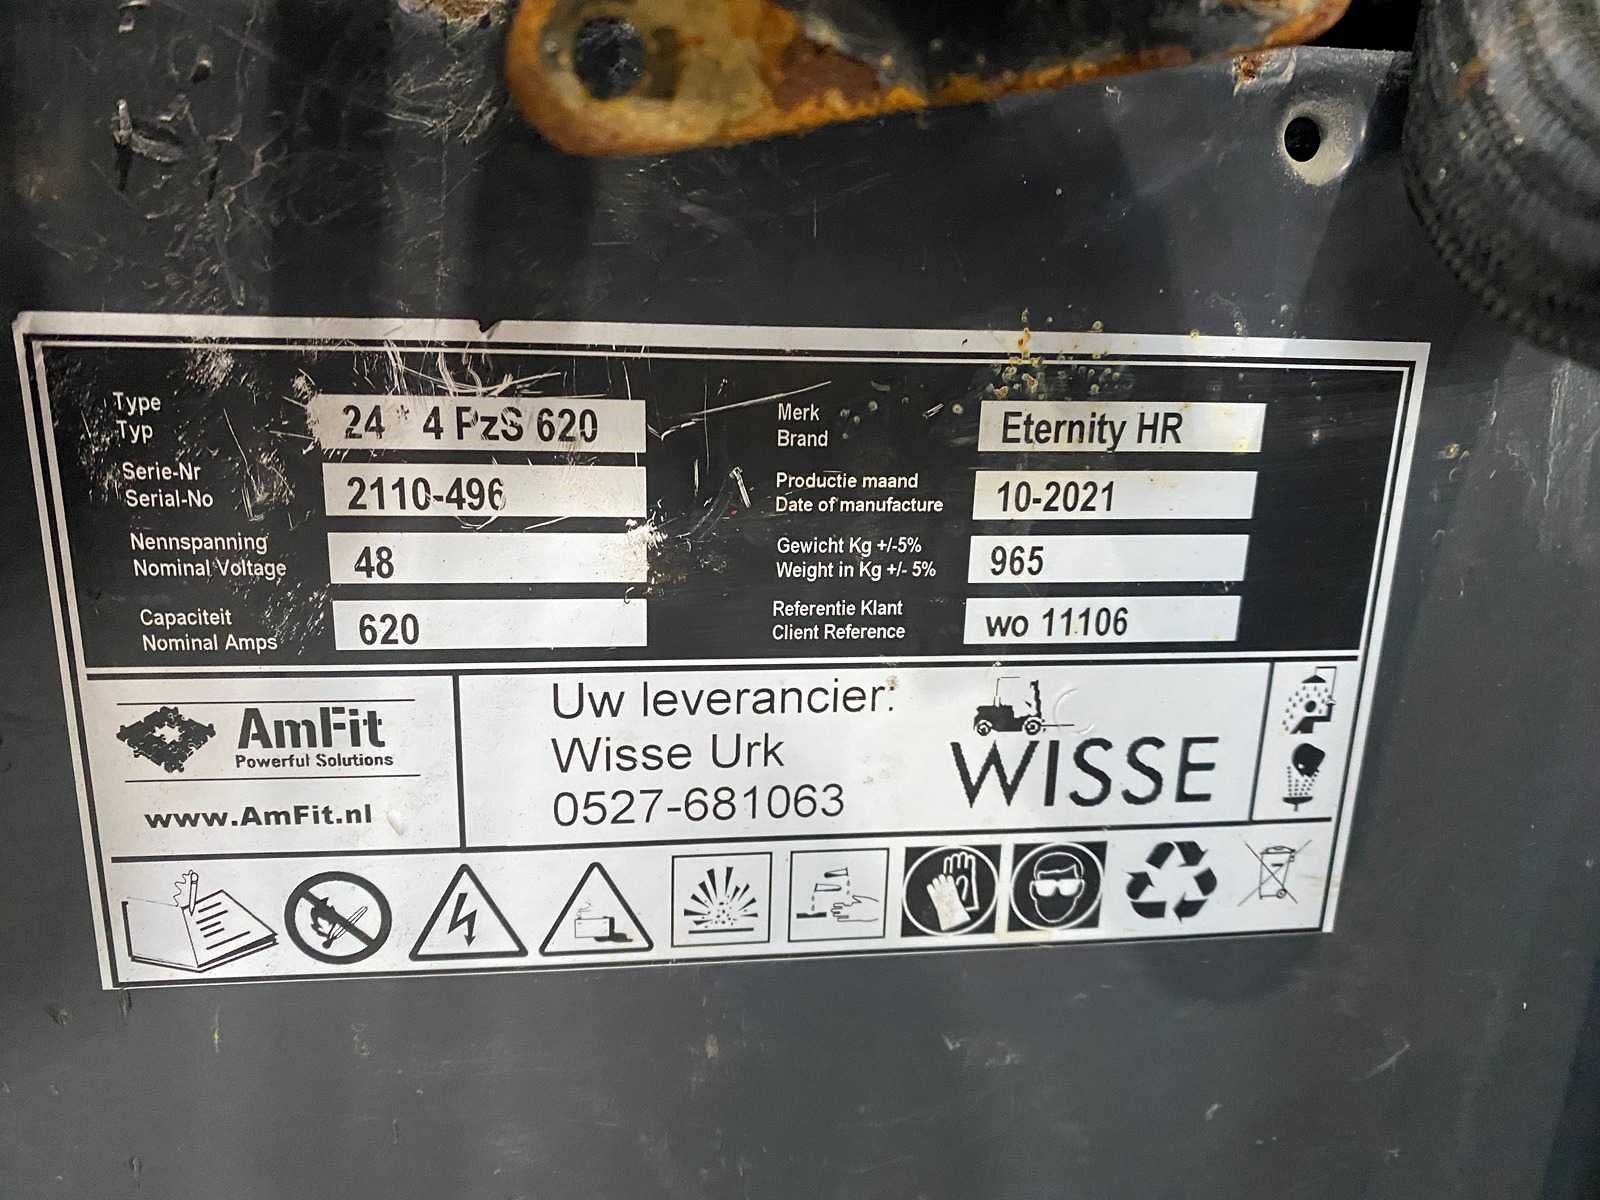 Type
Typ
24 * 4 PzS 620
Serie-Nr
Serial-No
2110-496
Nennspanning
Nominal Voltage
48
Capaciteit
Nominal Amps
620
Merk
Brand
Eternity HR
Productie maand
Date of manufacture
10-2021
Gewicht Kg +/-5%
Weight in Kg +/- 5%
965
Referentie Klant
Client Reference
wo 11106
AmFit
Powerful Solutions
www.AmFit.nl
Uw leverancier:
Wisse Urk
0527-681063
WISSE